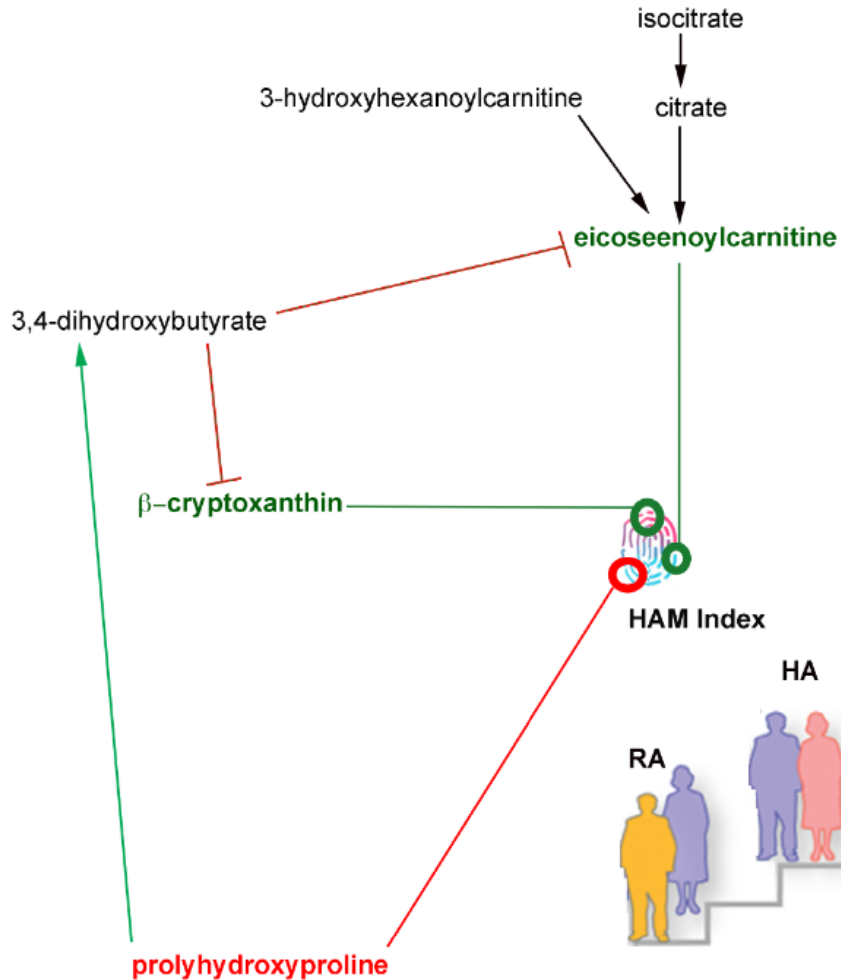 isocitrate
3-hydroxyhexanoylcarnitine
citrate
eicoseenoylcarnitine
3,4-dihydroxybutyrate
β–cryptoxanthin
HAM Index
HA
RA
prolyhydroxyproline